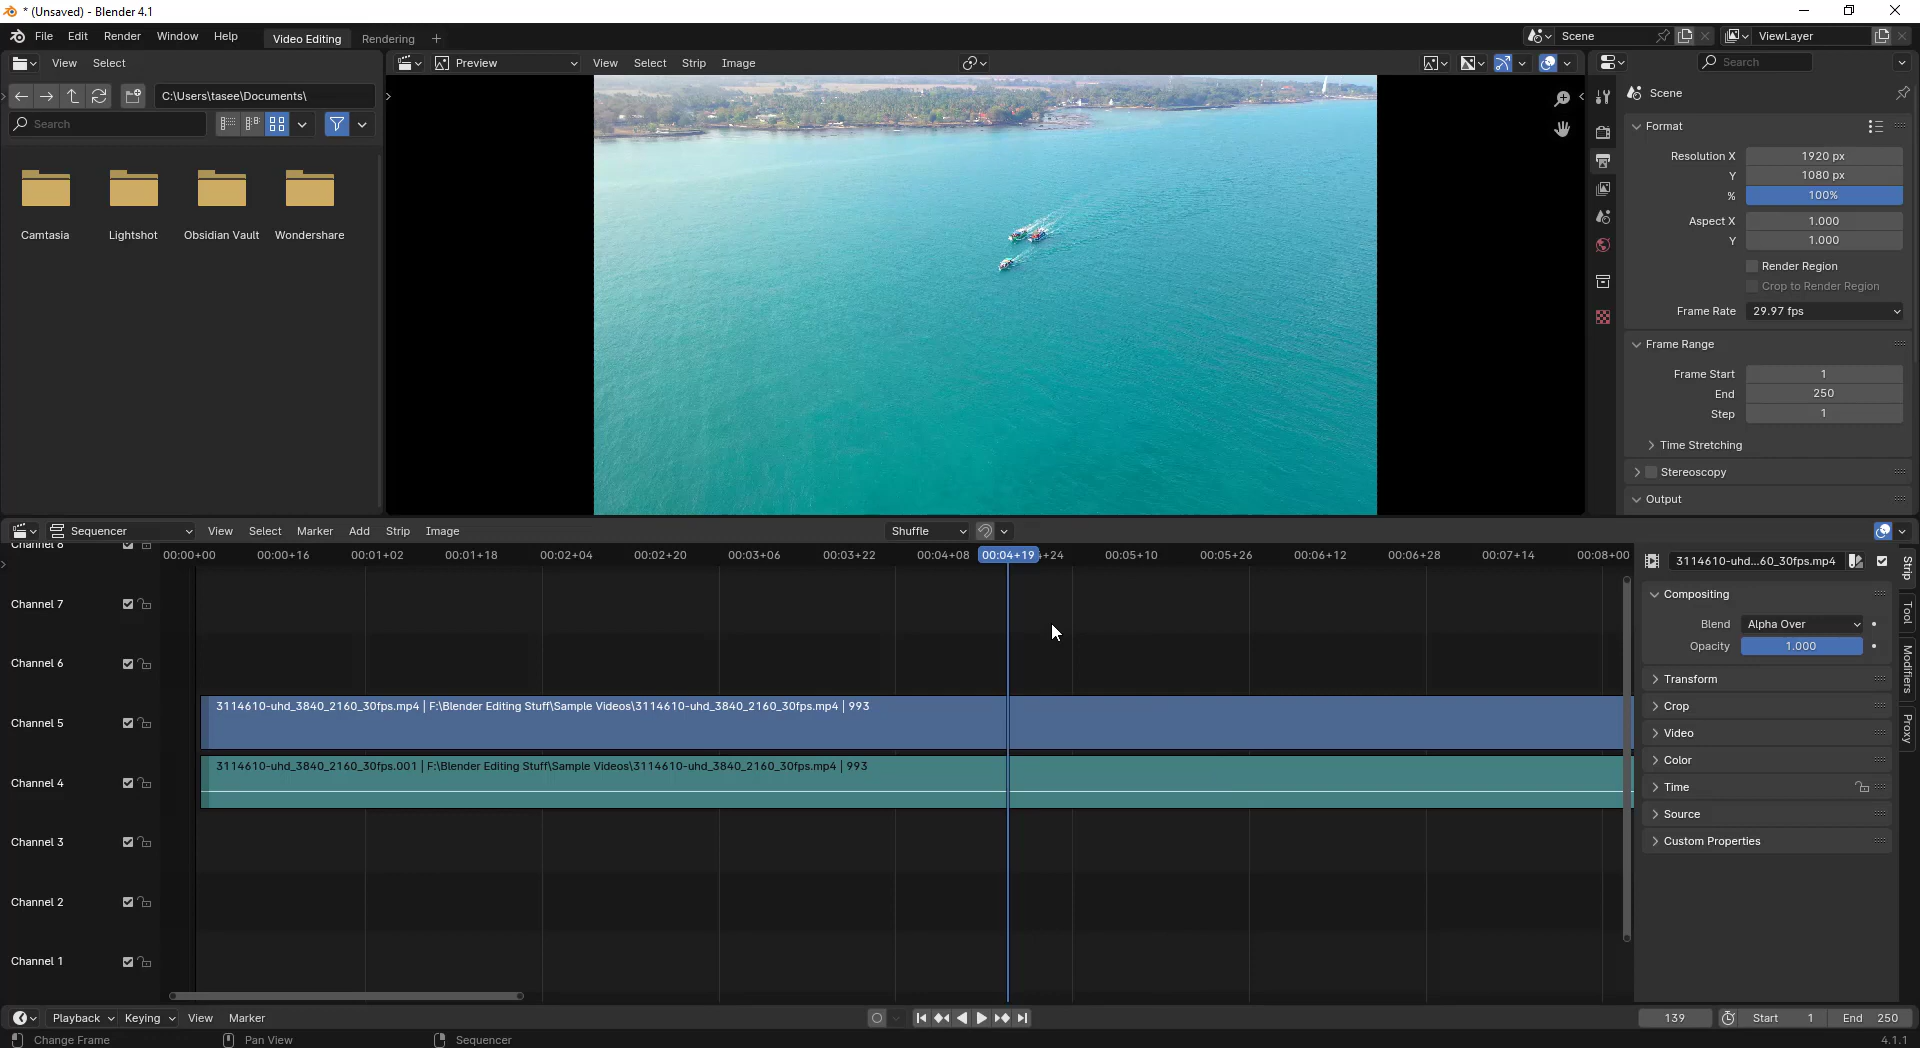 * (Unsaved) - Blender 4.1
File Edit Render Window Help Video Editing Rendering + Scene ViewLayer
View Select Preview View Select Strip Image Search
C:\Users\tasee\Documents\ Scene
Search
Format
Resolution X 1920 px
Y 1080 px
% 100%
Camtasia Lightshot Obsidian Vault Wondershare
Aspect X 1.000
Y 1.000
Render Region
Crop to Render Region
Frame Rate 29.97 fps
Frame Range
Frame Start 1
End 250
Step 1
Time Stretching
Stereoscopy
Output
Sequencer View Select Marker Add Strip Image Shuffle
Channel 8
00:00+00 00:00+16 00:01+02 00:01+18 00:02+04 00:02+20 00:03+06 00:03+22 00:04+08 00:04+19 +24 00:05+10 00:05+26 00:06+12 00:06+28 00:07+14 00:08+00
3114610-uhd...60_30fps.mp4
Strip
Tool
Modifiers
Proxy
Compositing
Blend Alpha Over
Opacity 1.000
Transform
Crop
Video
Color
Time
Source
Custom Properties
Channel 7
Channel 6
Channel 5
3114610-uhd_3840_2160_30fps.mp4 | F:\Blender Editing Stuff\Sample Videos\3114610-uhd_3840_2160_30fps.mp4 | 993
Channel 4
3114610-uhd_3840_2160_30fps.001 | F:\Blender Editing Stuff\Sample Videos\3114610-uhd_3840_2160_30fps.mp4 | 993
Channel 3
Channel 2
Channel 1
Playback Keying View Marker 139 Start 1 End 250
Change Frame Pan View Sequencer 4.1.1